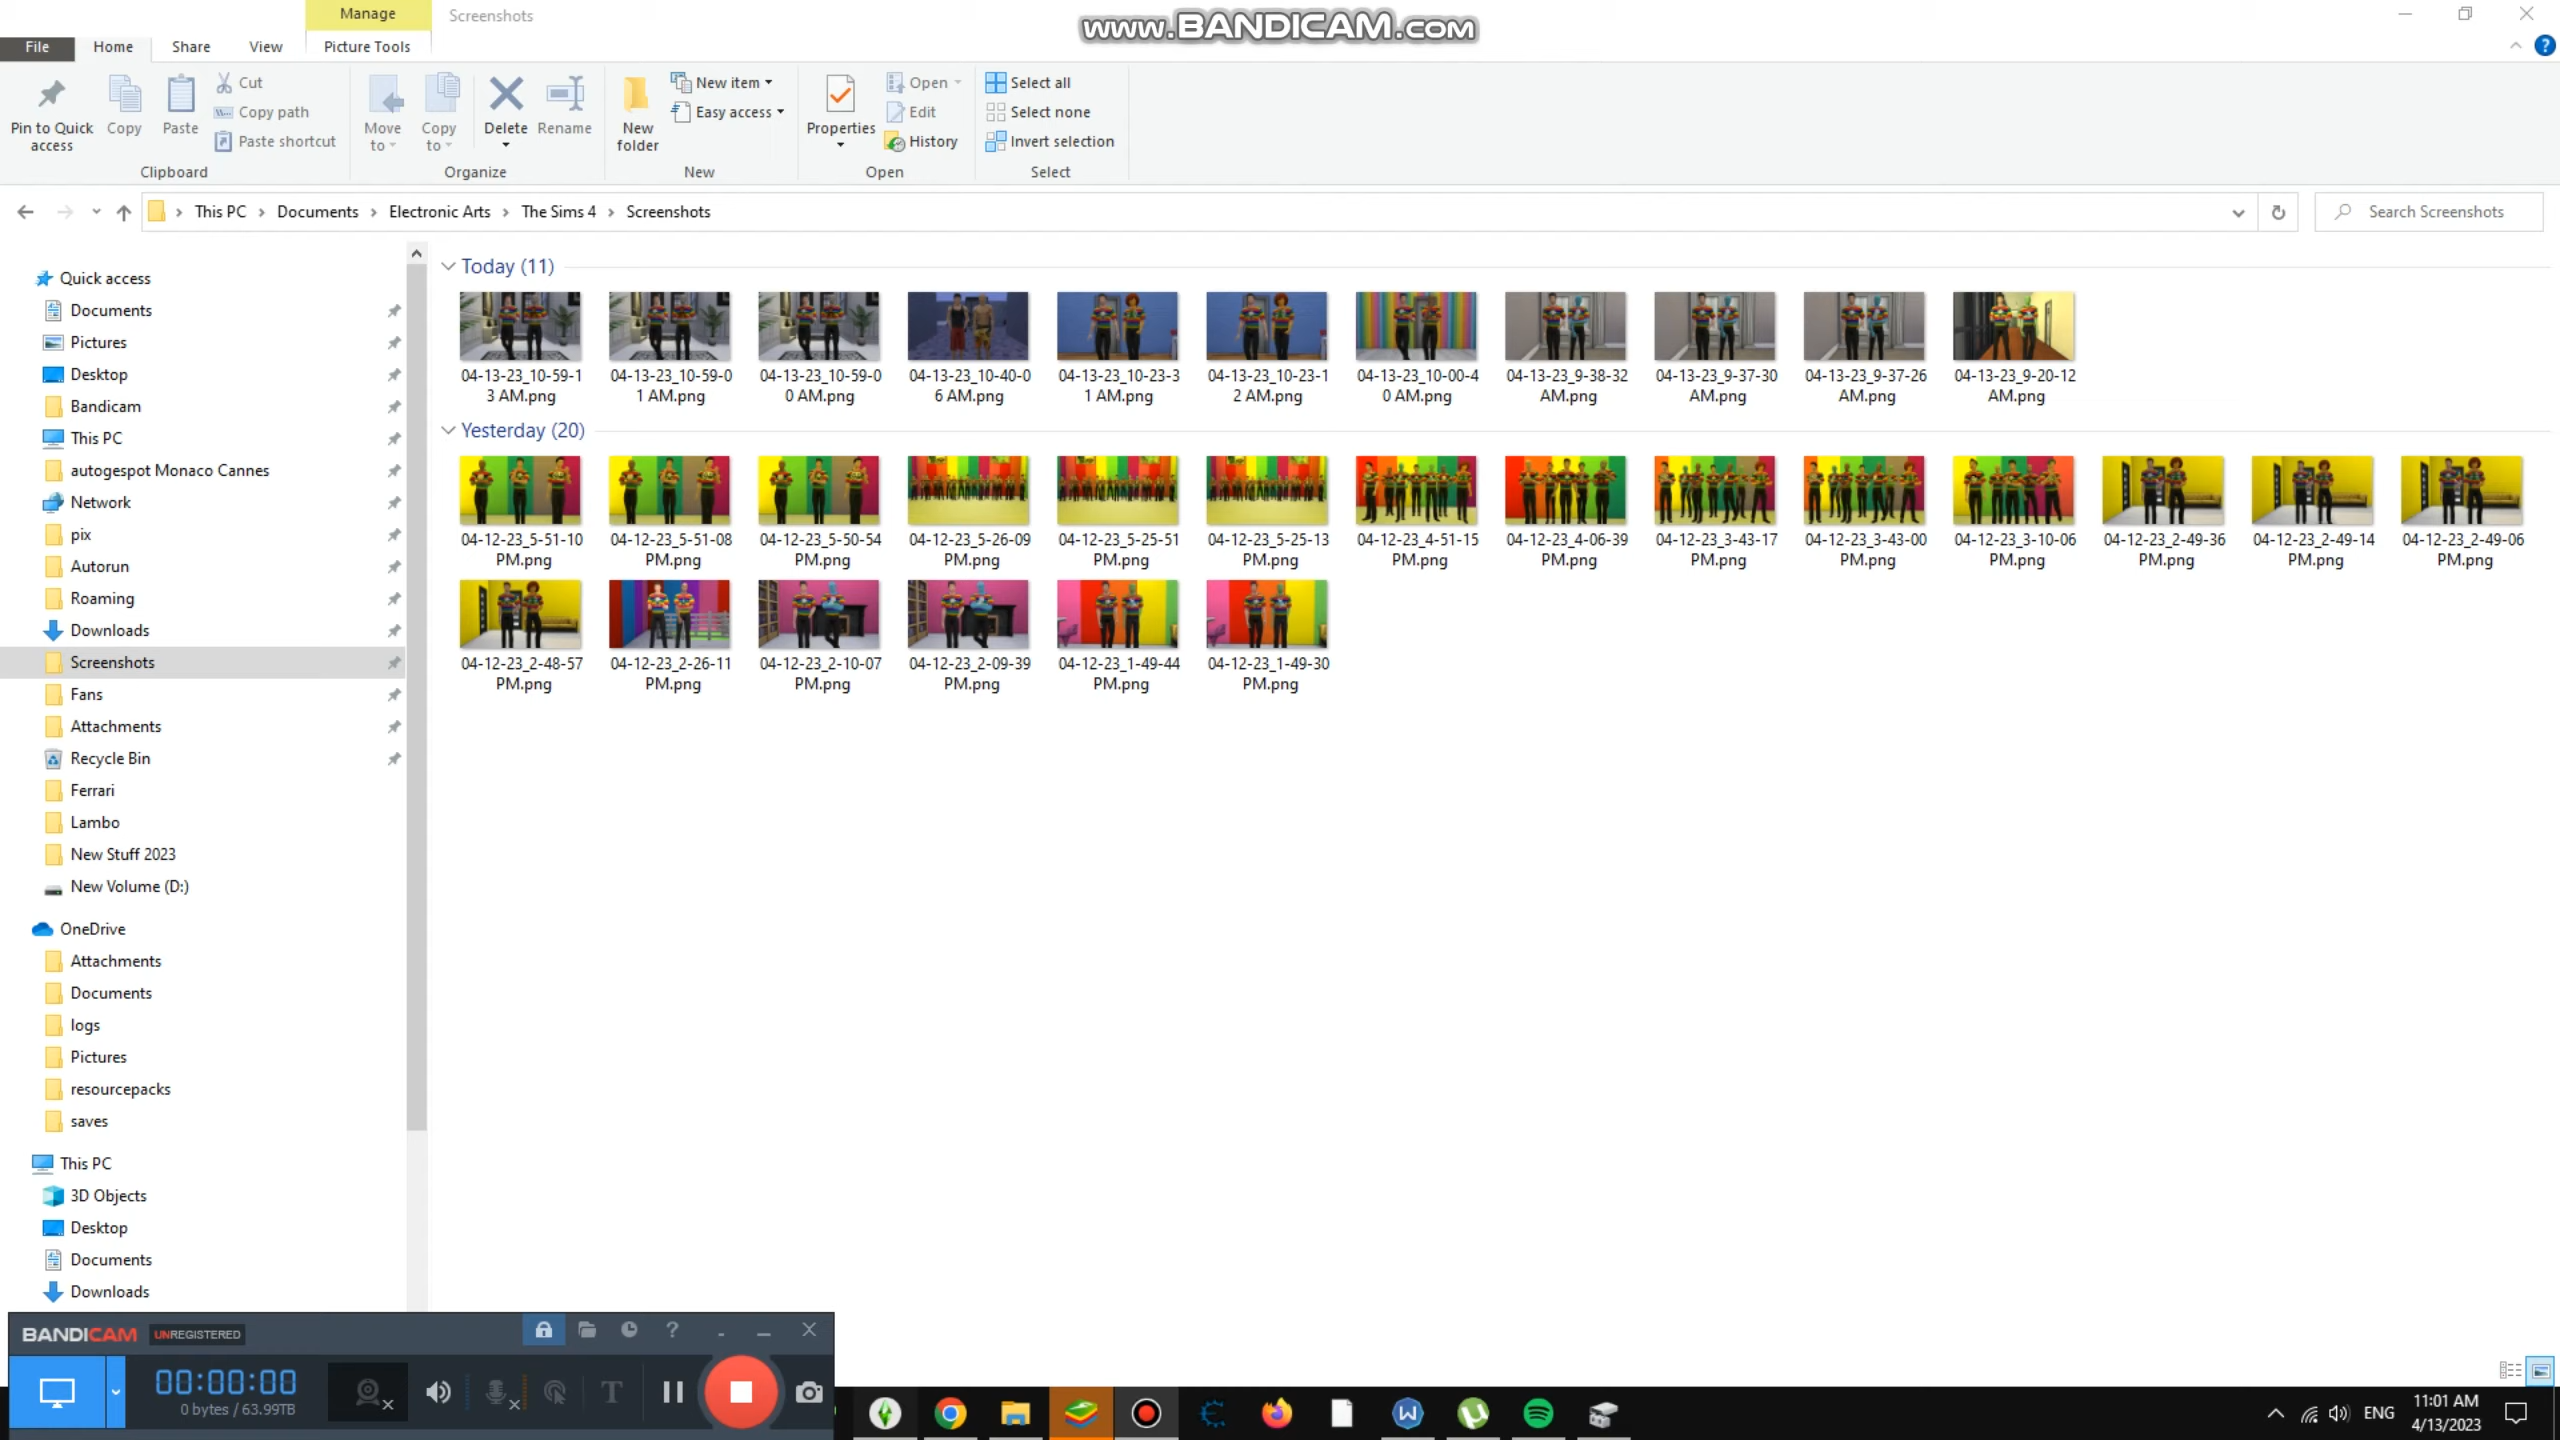 Manage
Screenshots
www.BANDICAM.com
File
Home
Share
View
Picture Tools
Pin to Quick access
Copy
Paste
Cut
Copy path
Paste shortcut
Move to
Copy to
Delete
Rename
New folder
New item
Easy access
Properties
Open
Edit
History
Select all
Select none
Invert selection
Clipboard
Organize
New
Open
Select
This PC > Documents > Electronic Arts > The Sims 4 > Screenshots
Search Screenshots
Quick access
Documents
Pictures
Desktop
Bandicam
This PC
autogespot Monaco Cannes
Network
pix
Autorun
Roaming
Downloads
Screenshots
Fans
Attachments
Recycle Bin
Ferrari
Lambo
New Stuff 2023
New Volume (D:)
OneDrive
Attachments
Documents
logs
Pictures
resourcepacks
saves
This PC
3D Objects
Desktop
Documents
Downloads
Today (11)
04-13-23_10-59-13 AM.png
04-13-23_10-59-01 AM.png
04-13-23_10-59-00 AM.png
04-13-23_10-40-06 AM.png
04-13-23_10-23-31 AM.png
04-13-23_10-23-12 AM.png
04-13-23_10-00-40 AM.png
04-13-23_9-38-32 AM.png
04-13-23_9-37-30 AM.png
04-13-23_9-37-26 AM.png
04-13-23_9-20-12 AM.png
Yesterday (20)
04-12-23_5-51-10 PM.png
04-12-23_5-51-08 PM.png
04-12-23_5-50-54 PM.png
04-12-23_5-26-09 PM.png
04-12-23_5-25-51 PM.png
04-12-23_5-25-13 PM.png
04-12-23_4-51-15 PM.png
04-12-23_4-06-39 PM.png
04-12-23_3-43-17 PM.png
04-12-23_3-43-00 PM.png
04-12-23_3-10-06 PM.png
04-12-23_2-49-36 PM.png
04-12-23_2-49-14 PM.png
04-12-23_2-49-06 PM.png
04-12-23_2-48-57 PM.png
04-12-23_2-26-11 PM.png
04-12-23_2-10-07 PM.png
04-12-23_2-09-39 PM.png
04-12-23_1-49-44 PM.png
04-12-23_1-49-30 PM.png
BANDICAM UNREGISTERED
00:00:00
0 bytes / 63.99TB
ENG
11:01 AM
4/13/2023